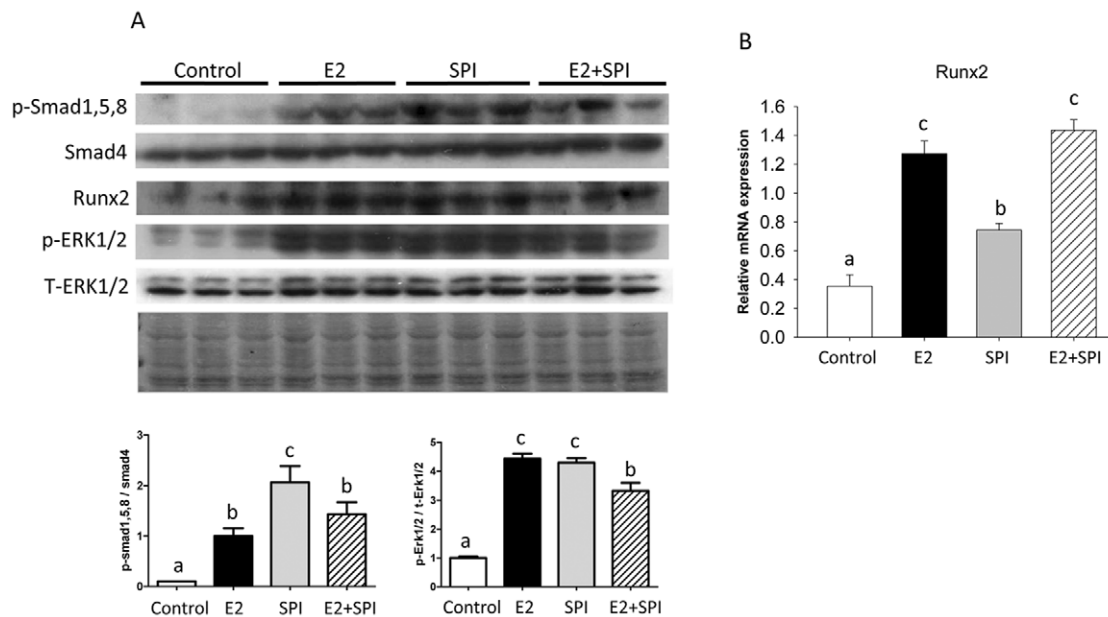 A
Control E2 SPI E2+SPI
p-Smad1,5,8
Smad4
Runx2
p-ERK1/2
T-ERK1/2
p-smad1,5,8 / smad4
3
2
1
0
a
b
c
b
Control E2 SPI E2+SPI
p-Erk1/2 / t-Erk1/2
5
4
3
2
1
0
a
c
c
b
Control E2 SPI E2+SPI
B
Runx2
Relative mRNA expression
1.6
1.4
1.2
1.0
0.8
0.6
0.4
0.2
0.0
a
c
b
c
Control E2 SPI E2+SPI